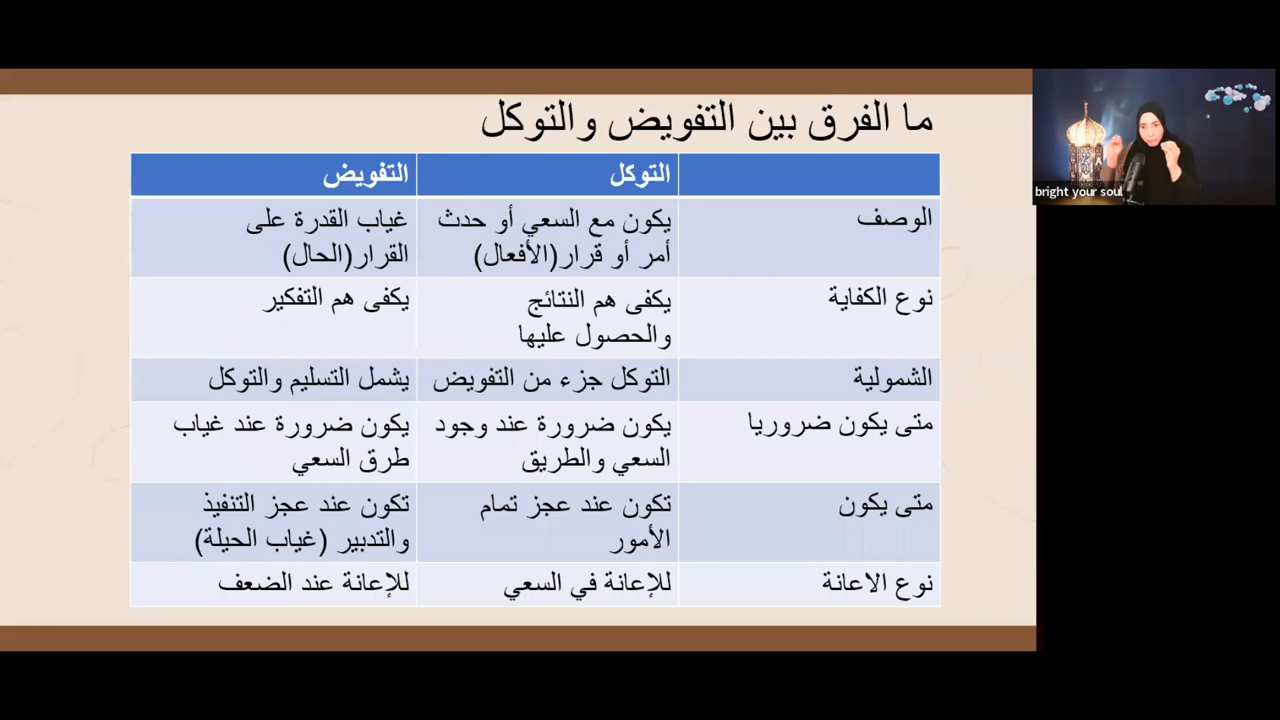 ما الفرق بين التفويض والتوكل
التوكل
التفويض
الوصف
يكون مع السعي أو حدث
أمر أو قرار(الأفعال)
غياب القدرة على
القرار(الحال)
نوع الكفاية
يكفى هم النتائج
والحصول عليها
يكفى هم التفكير
الشمولية
التوكل جزء من التفويض
يشمل التسليم والتوكل
متى يكون ضروريا
يكون ضرورة عند وجود
السعي والطريق
يكون ضرورة عند غياب
طرق السعي
متى يكون
تكون عند عجز تمام
الأمور
تكون عند عجز التنفيذ
والتدبير (غياب الحيلة)
نوع الاعانة
للإعانة في السعي
للإعانة عند الضعف
bright your soul